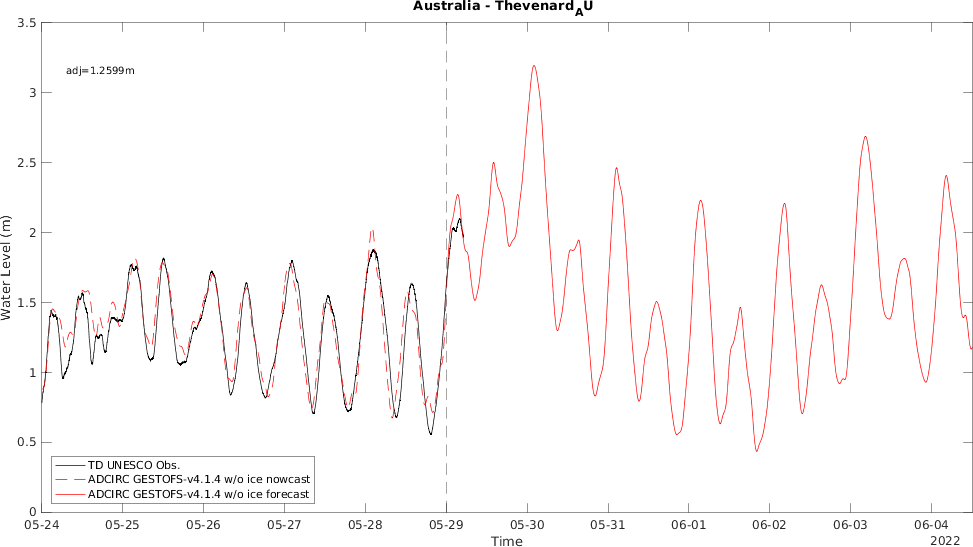 Australia - Thevenard_AU
adj=1.2599m
3.5
3
2.5
2
1.5
1
0.5
0
Water Level (m)
TD UNESCO Obs.
ADCIRC GESTOFS-v4.1.4 w/o ice nowcast
ADCIRC GESTOFS-v4.1.4 w/o ice forecast
05-24 05-25 05-26 05-27 05-28 05-29 05-30 05-31 06-01 06-02 06-03 06-04
Time
2022